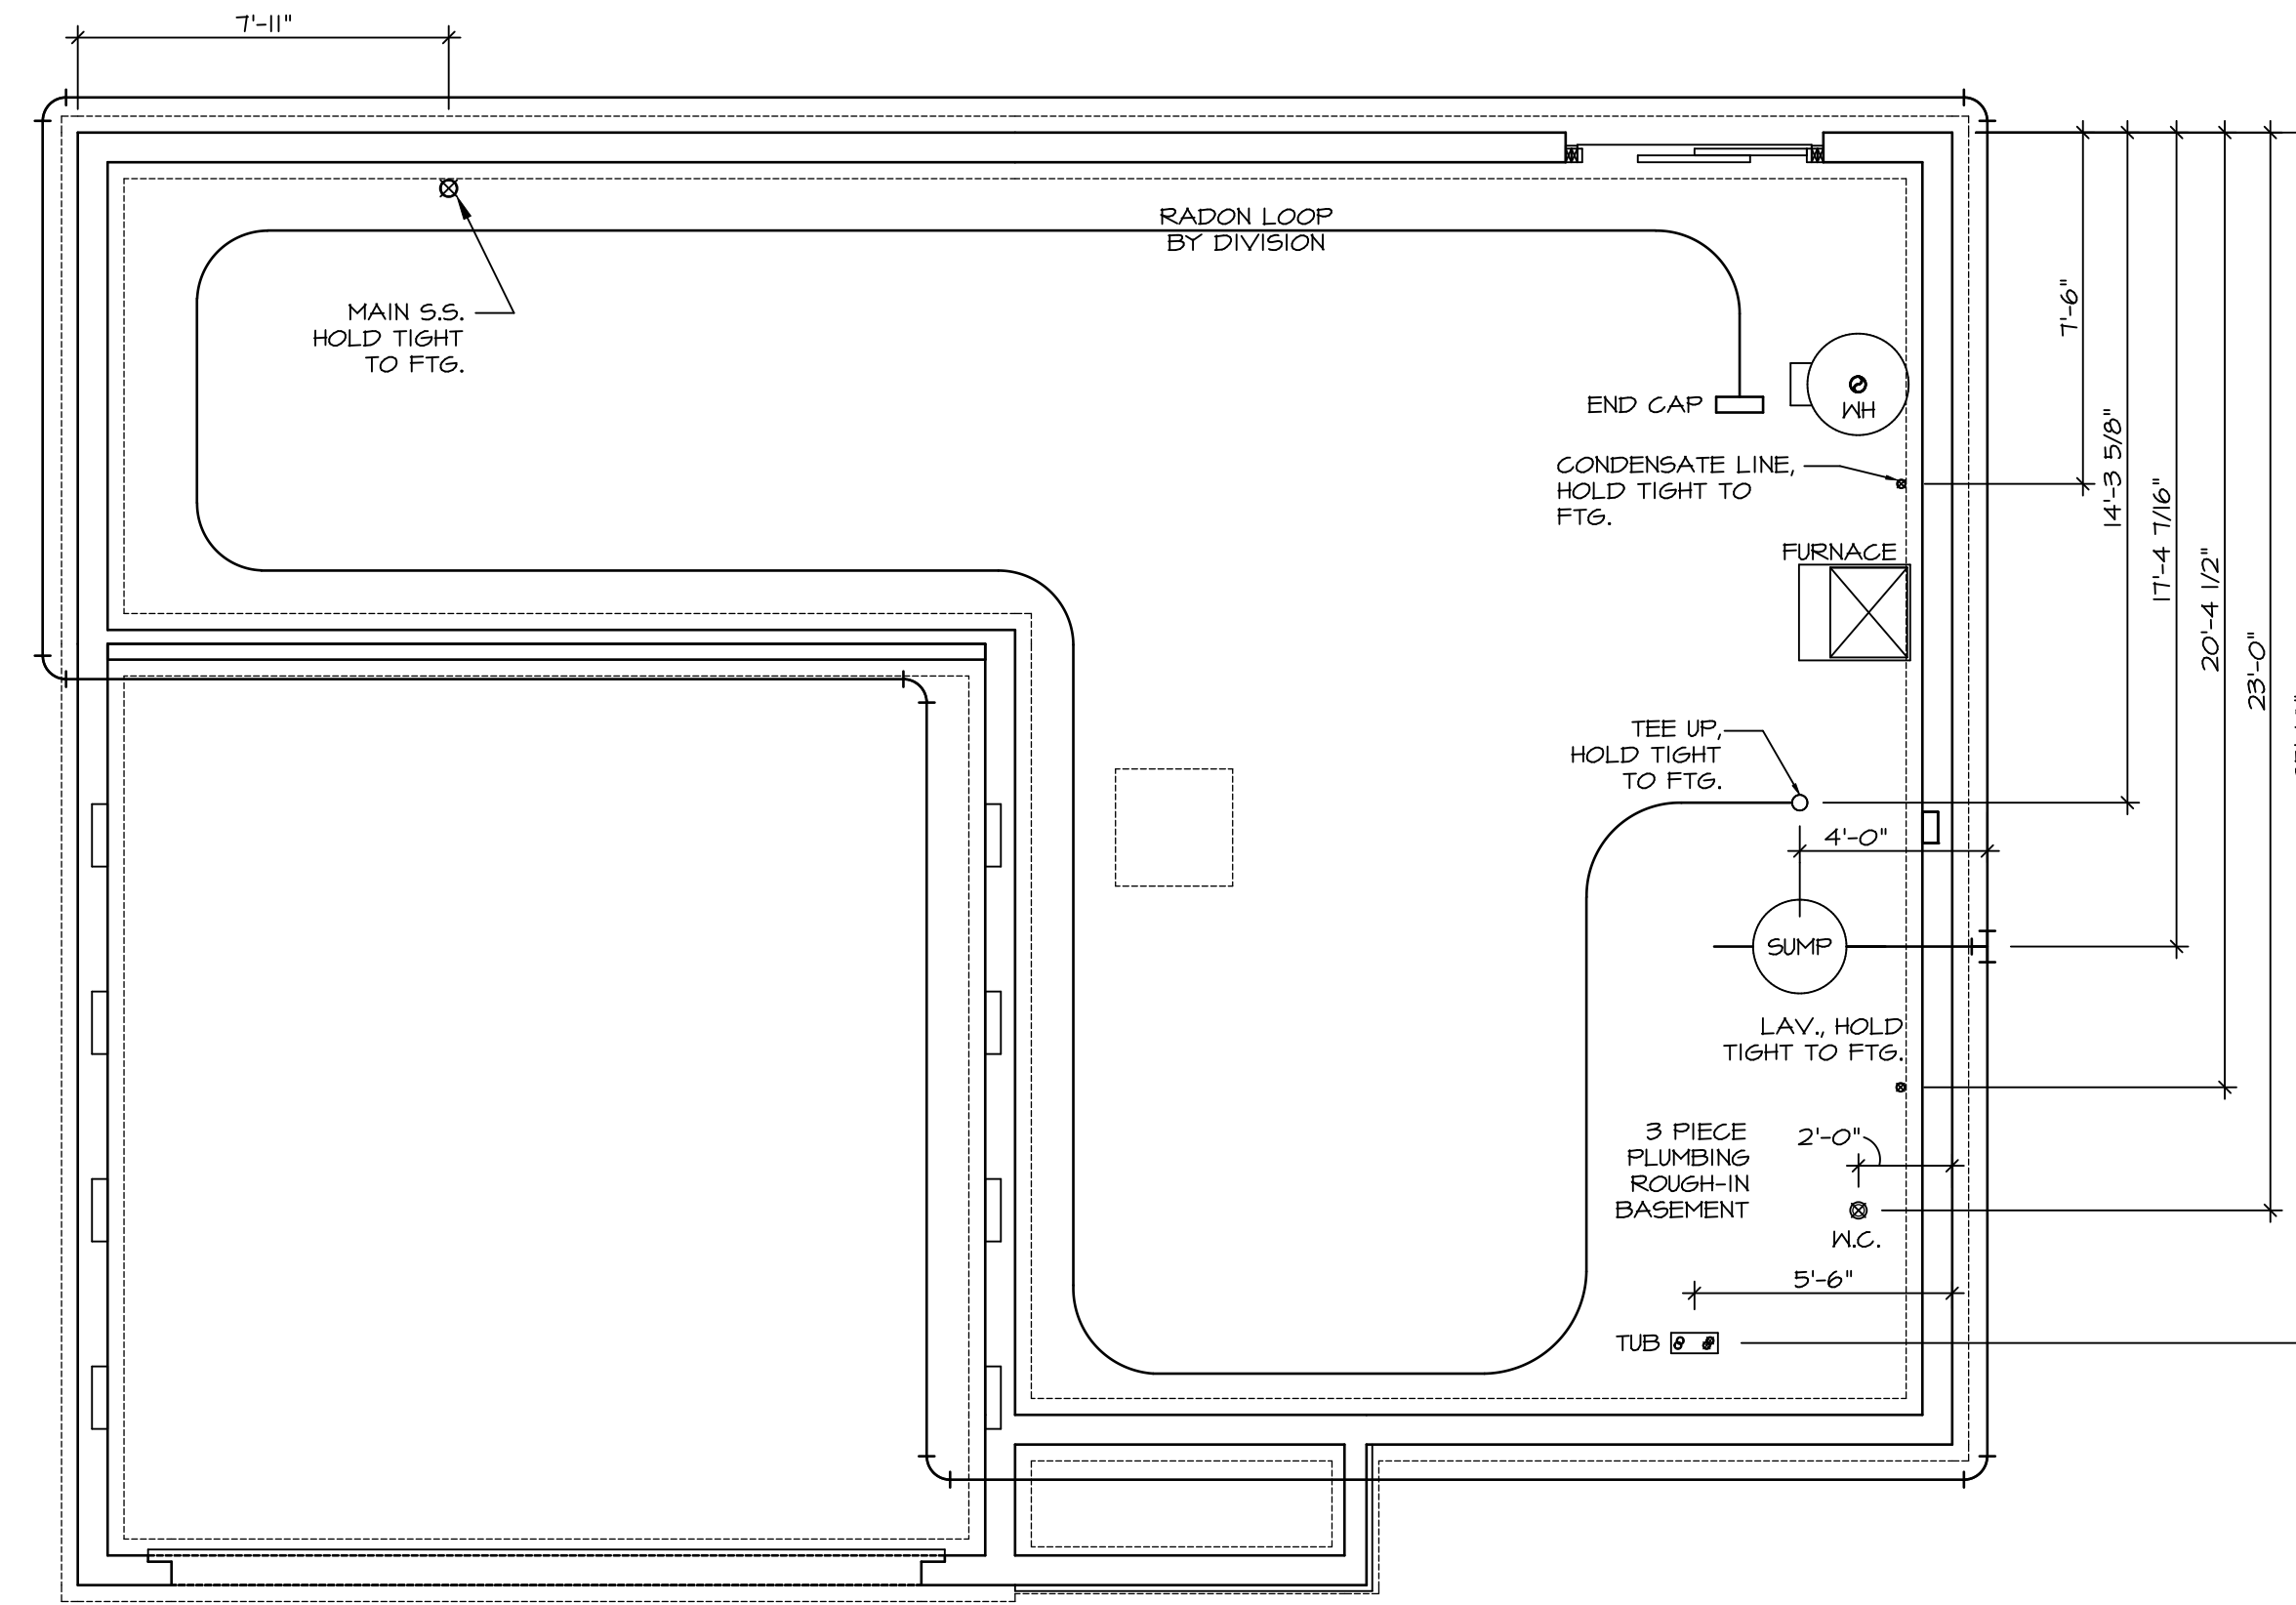 7'-11"
RADON LOOP
BY DIVISION
MAIN S.S.
HOLD TIGHT
TO FTG.
7'-6"
END CAP
WH
14'-3 5/8"
CONDENSATE LINE,
HOLD TIGHT TO
FTG.
17'-4 7/16"
FURNACE
20'-4 1/2"
23'-0"
TEE UP,
HOLD TIGHT
TO FTG.
4'-0"
SUMP
LAV., HOLD
TIGHT TO FTG.
3 PIECE
PLUMBING
ROUGH-IN
BASEMENT
2'-0"
W.C.
5'-6"
TUB